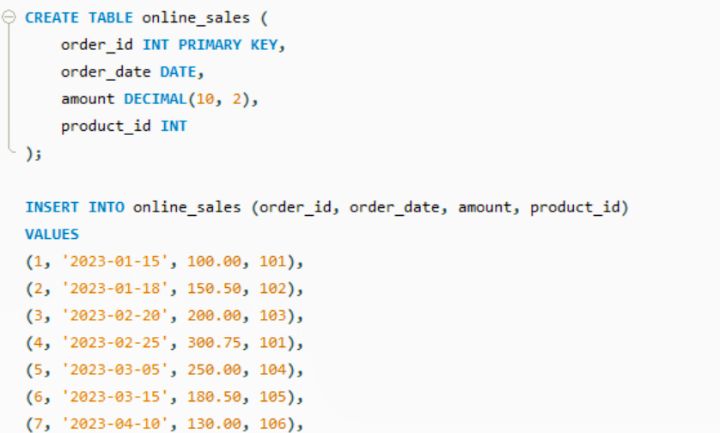 CREATE TABLE online_sales (
order_id INT PRIMARY KEY,
order_date DATE,
amount DECIMAL(10, 2),
product_id INT
);
INSERT INTO online_sales (order_id, order_date, amount, product_id)
VALUES
(1, '2023-01-15', 100.00, 101),
(2, '2023-01-18', 150.50, 102),
(3, '2023-02-20', 200.00, 103),
(4, '2023-02-25', 300.75, 101),
(5, '2023-03-05', 250.00, 104),
(6, '2023-03-15', 180.50, 105),
(7, '2023-04-10', 130.00, 106),